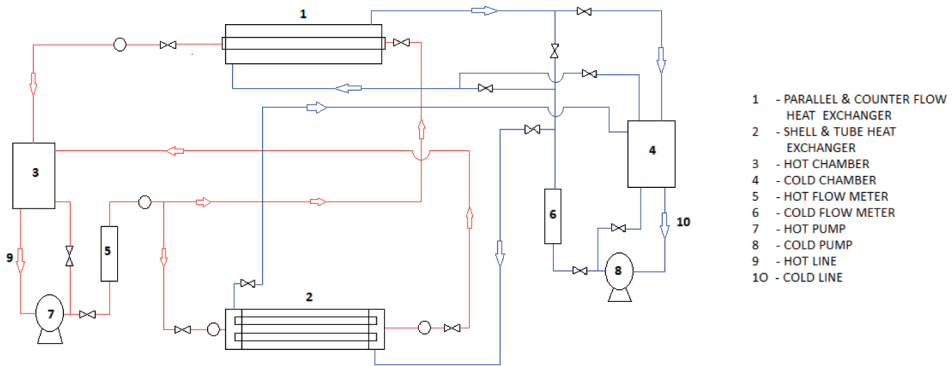 1
3
4
10
6
5
9
8
7
2
1 - PARALLEL & COUNTER FLOW
HEAT EXCHANGER
2 - SHELL & TUBE HEAT
EXCHANGER
3 - HOT CHAMBER
4 - COLD CHAMBER
5 - HOT FLOW METER
6 - COLD FLOW METER
7 - HOT PUMP
8 - COLD PUMP
9 - HOT LINE
1O - COLD LINE